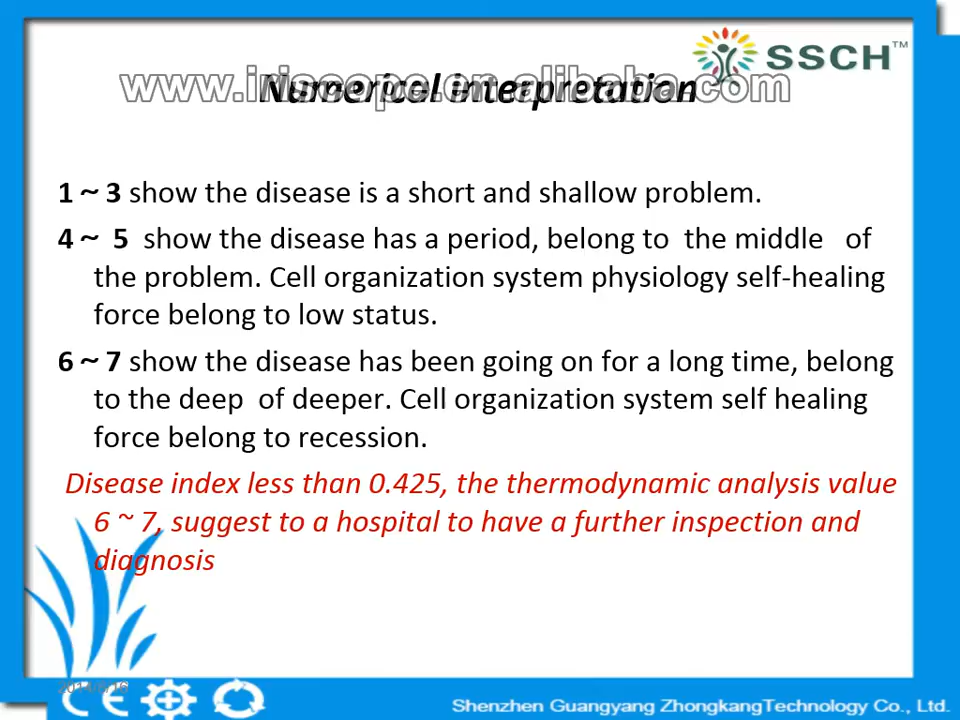 SSCH™
www.iriscope.en.alibaba.com
Numericel interpretation
1 ~ 3 show the disease is a short and shallow problem.
4 ~ 5 show the disease has a period, belong to the middle of
the problem. Cell organization system physiology self-healing
force belong to low status.
6 ~ 7 show the disease has been going on for a long time, belong
to the deep of deeper. Cell organization system self healing
force belong to recession.
Disease index less than 0.425, the thermodynamic analysis value
6 ~ 7, suggest to a hospital to have a further inspection and
diagnosis
CE
Shenzhen Guangyang ZhongkangTechnology Co., Ltd.